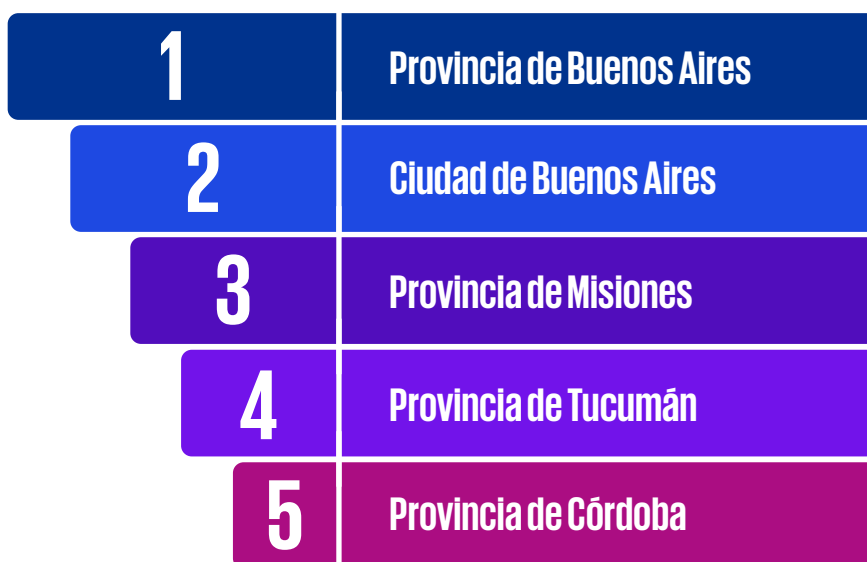 1 Provincia de Buenos Aires
2 Ciudad de Buenos Aires
3 Provincia de Misiones
4 Provincia de Tucumán
5 Provincia de Córdoba